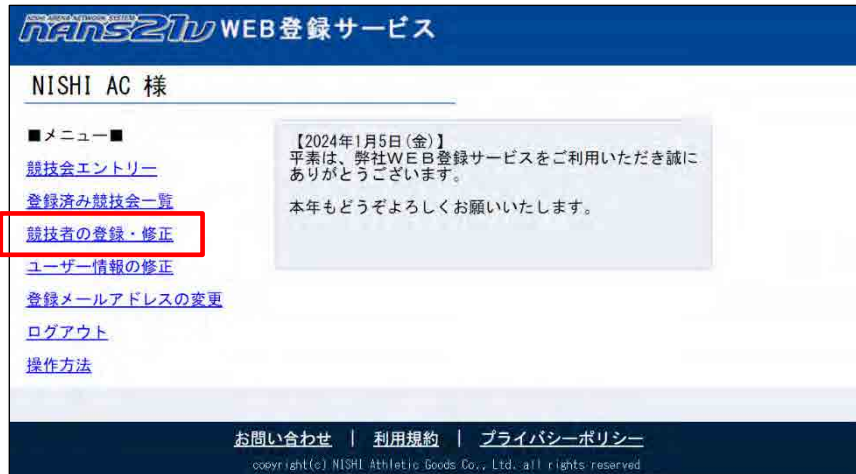 NISHI ARENA NETWORK SYSTEM
nANS21V WEB登録サービス
NISHI AC 様
■メニュー■
競技会エントリー
登録済み競技会一覧
競技者の登録・修正
ユーザー情報の修正
登録メールアドレスの変更
ログアウト
操作方法
【2024年1月5日(金)】
平素は、弊社ＷＥＢ登録サービスをご利用いただき誠に
ありがとうございます。
本年もどうぞよろしくお願いいたします。
お問い合わせ | 利用規約 | プライバシーポリシー
copyright(c) NISHI Athletic Goods Co., Ltd. all rights reserved